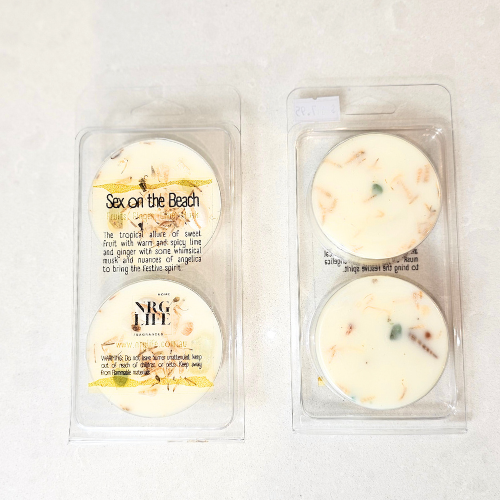 Sex on the Beach
The tropical allure of sweet
fruit with warm and spicy lime
and ginger with some whimsical
musk and nuances of angelica
to bring the festive spirit.
HOME
NRG
LIFE
FRAGRANCES
WARNING: Do not leave burner unattended, keep
out of reach of children or pets. Keep away
from flammable materials.